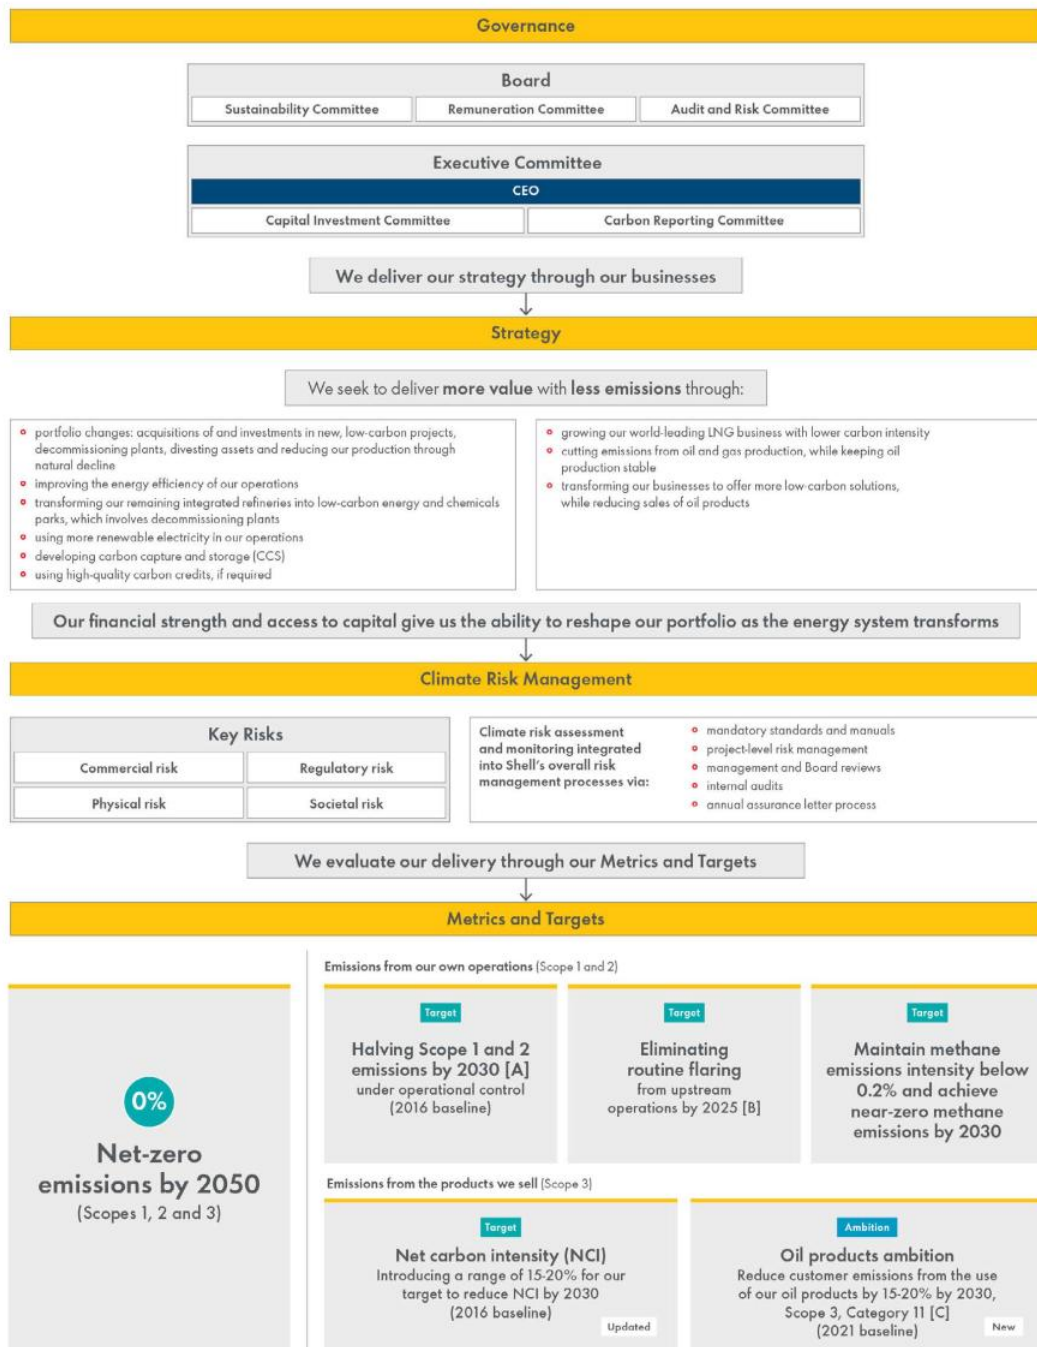 Governance
Board
Sustainability Committee
Remuneration Committee
Audit and Risk Committee
Executive Committee
CEO
Capital Investment Committee
Carbon Reporting Committee
We deliver our strategy through our businesses
Strategy
We seek to deliver more value with less emissions through:
portfolio changes: acquisitions of and investments in new, low-carbon projects,
decommissioning plants, divesting assets and reducing our production through
natural decline
improving the energy efficiency of our operations
transforming our remaining integrated refineries into low-carbon energy and chemicals
parks, which involves decommissioning plants
using more renewable electricity in our operations
developing carbon capture and storage (CCS)
using high-quality carbon credits, if required
growing our world-leading LNG business with lower carbon intensity
cutting emissions from oil and gas production, while keeping oil
production stable
transforming our businesses to offer more low-carbon solutions,
while reducing sales of oil products
Our financial strength and access to capital give us the ability to reshape our portfolio as the energy system transforms
Climate Risk Management
Key Risks
Commercial risk
Regulatory risk
Physical risk
Societal risk
Climate risk assessment
and monitoring integrated
into Shell's overall risk
management processes via:
mandatory standards and manuals
project-level risk management
management and Board reviews
internal audits
annual assurance letter process
We evaluate our delivery through our Metrics and Targets
Metrics and Targets
0%
Net-zero
emissions by 2050
(Scopes 1, 2 and 3)
Emissions from our own operations (Scope 1 and 2)
Target
Halving Scope 1 and 2
emissions by 2030 [A]
under operational control
(2016 baseline)
Target
Eliminating
routine flaring
from upstream
operations by 2025 [B]
Target
Maintain methane
emissions intensity below
0.2% and achieve
near-zero methane
emissions by 2030
Emissions from the products we sell (Scope 3)
Target
Net carbon intensity (NCI)
Introducing a range of 15-20% for our
target to reduce NCI by 2030
(2016 baseline)
Updated
Ambition
Oil products ambition
Reduce customer emissions from the use
of our oil products by 15-20% by 2030,
Scope 3, Category 11 [C]
(2021 baseline)
New